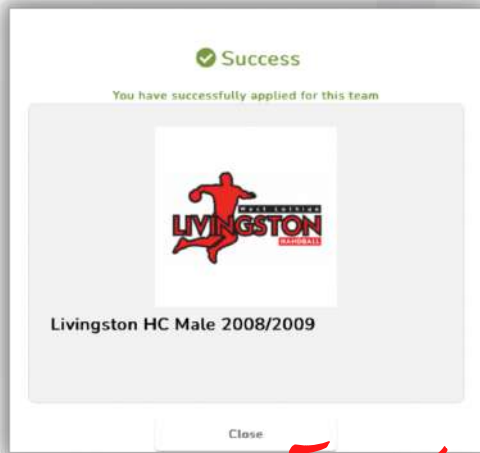 Success
You have successfully applied for this team
West Lothian
LIVINGSTON
HANDBALL
Livingston HC Male 2008/2009
Close